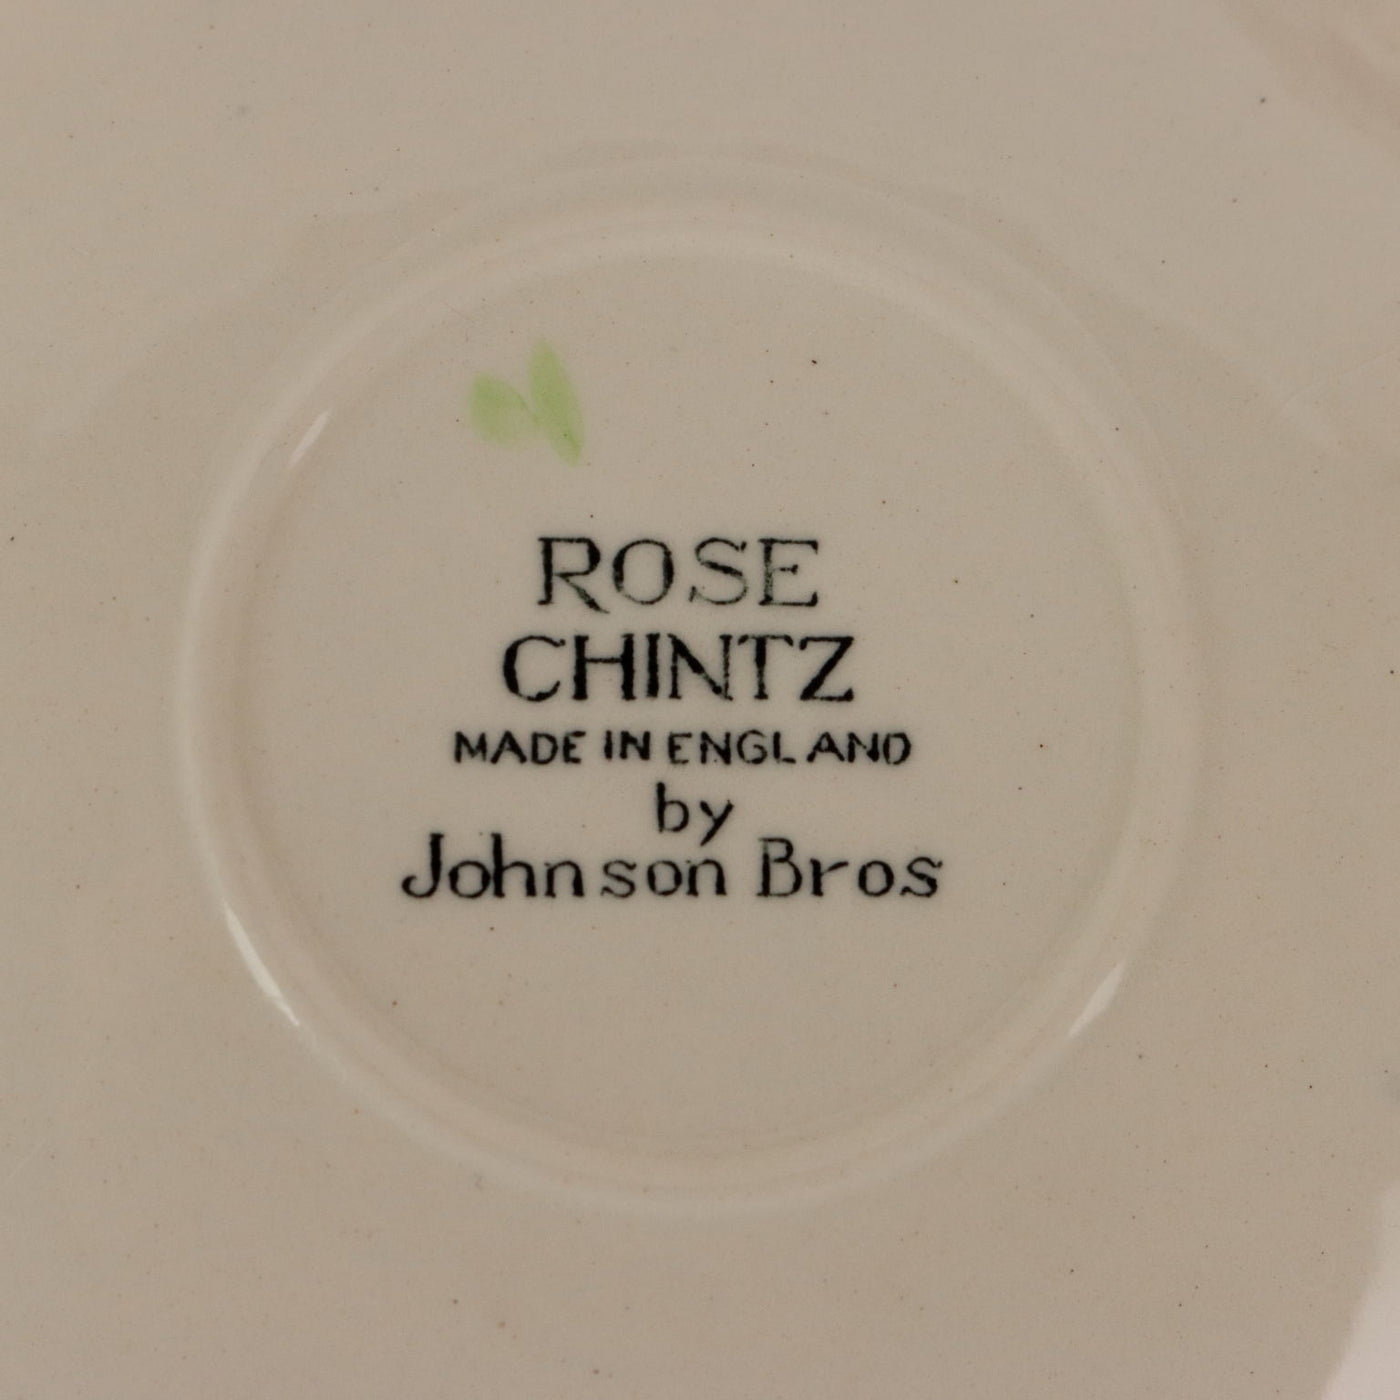 ROSE
CHINTZ
MADE IN ENGLAND
by
Johnson Bros